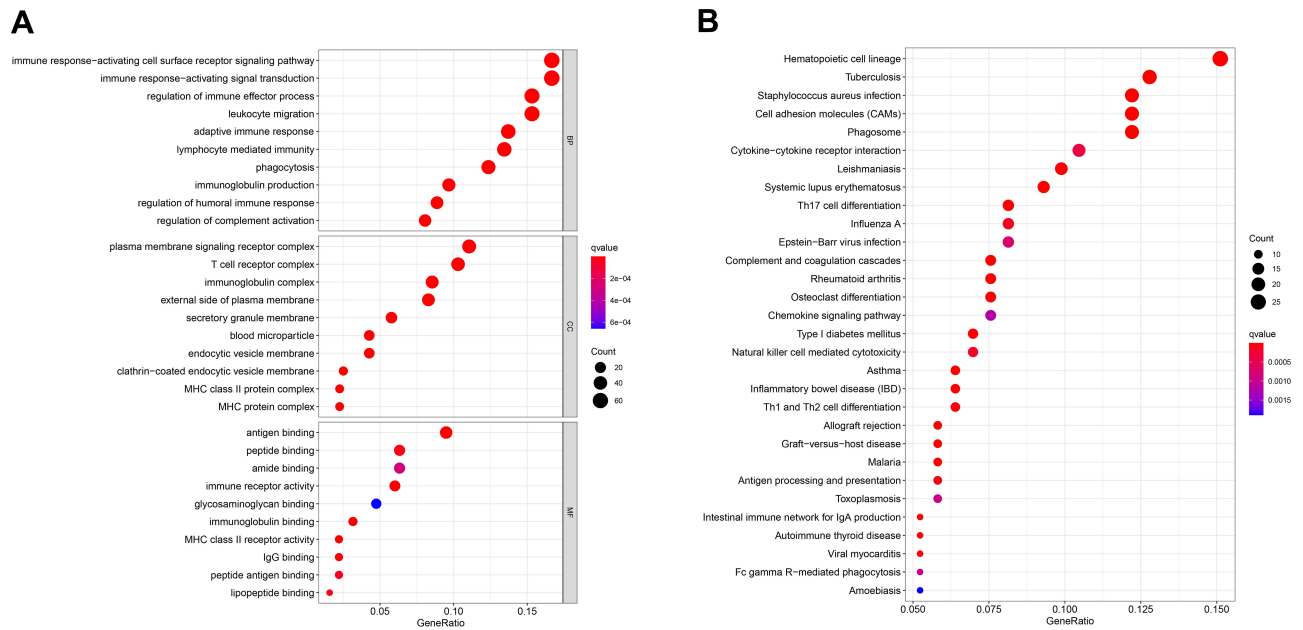 A
immune response−activating cell surface receptor signaling pathway
immune response−activating signal transduction
regulation of immune effector process
leukocyte migration
adaptive immune response
lymphocyte mediated immunity
phagocytosis
immunoglobulin production
regulation of humoral immune response
regulation of complement activation
BP
plasma membrane signaling receptor complex
T cell receptor complex
immunoglobulin complex
external side of plasma membrane
secretory granule membrane
blood microparticle
endocytic vesicle membrane
clathrin−coated endocytic vesicle membrane
MHC class II protein complex
MHC protein complex
CC
antigen binding
peptide binding
amide binding
immune receptor activity
glycosaminoglycan binding
immunoglobulin binding
MHC class II receptor activity
IgG binding
peptide antigen binding
lipopeptide binding
MF
0.05 0.10 0.15
GeneRatio
qvalue
2e−04
4e−04
6e−04
Count
20
40
60
B
Hematopoietic cell lineage
Tuberculosis
Staphylococcus aureus infection
Cell adhesion molecules (CAMs)
Phagosome
Cytokine−cytokine receptor interaction
Leishmaniasis
Systemic lupus erythematosus
Th17 cell differentiation
Influenza A
Epstein−Barr virus infection
Complement and coagulation cascades
Rheumatoid arthritis
Osteoclast differentiation
Chemokine signaling pathway
Type I diabetes mellitus
Natural killer cell mediated cytotoxicity
Asthma
Inflammatory bowel disease (IBD)
Th1 and Th2 cell differentiation
Allograft rejection
Graft−versus−host disease
Malaria
Antigen processing and presentation
Toxoplasmosis
Intestinal immune network for IgA production
Autoimmune thyroid disease
Viral myocarditis
Fc gamma R−mediated phagocytosis
Amoebiasis
0.050 0.075 0.100 0.125 0.150
GeneRatio
Count
10
15
20
25
qvalue
0.0005
0.0010
0.0015